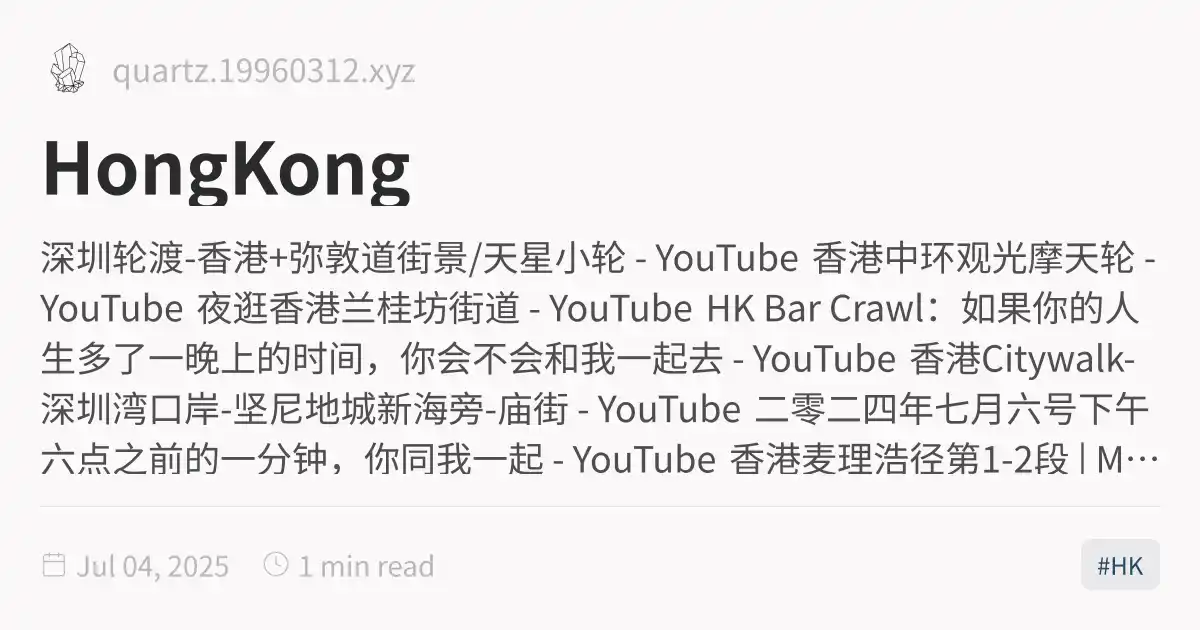 quartz.19960312.xyz
HongKong
深圳轮渡-香港+弥敦道街景/天星小轮 - YouTube 香港中环观光摩天轮 -
YouTube 夜逛香港兰桂坊街道 - YouTube HK Bar Crawl：如果你的人
生多了一晚上的时间，你会不会和我一起去 - YouTube 香港Citywalk-
深圳湾口岸-坚尼地城新海旁-庙街 - YouTube 二零二四年七月六号下午
六点之前的一分钟，你同我一起 - YouTube 香港麦理浩径第1-2段 | M…
Jul 04, 2025
1 min read
#HK